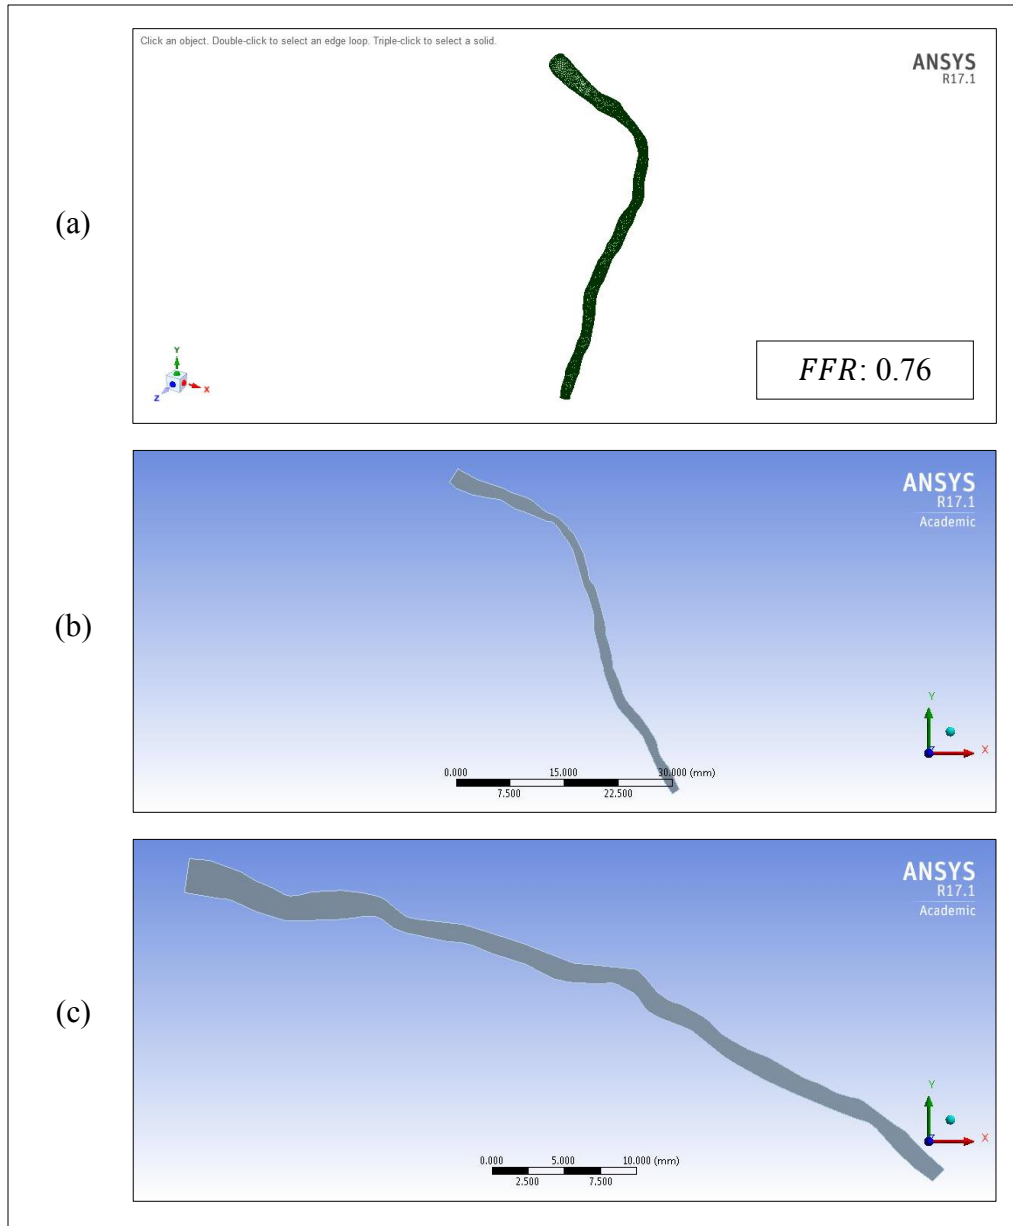 Click an object. Double-click to select an edge loop. Triple-click to select a solid.
ANSYS
R17.1
(a)
Y
X
Z
FFR: 0.76
ANSYS
R17.1
Academic
(b)
Y
X
0.000 15.000 30.000 (mm)
7.500 22.500
ANSYS
R17.1
Academic
(c)
Y
X
0.000 5.000 10.000 (mm)
2.500 7.500